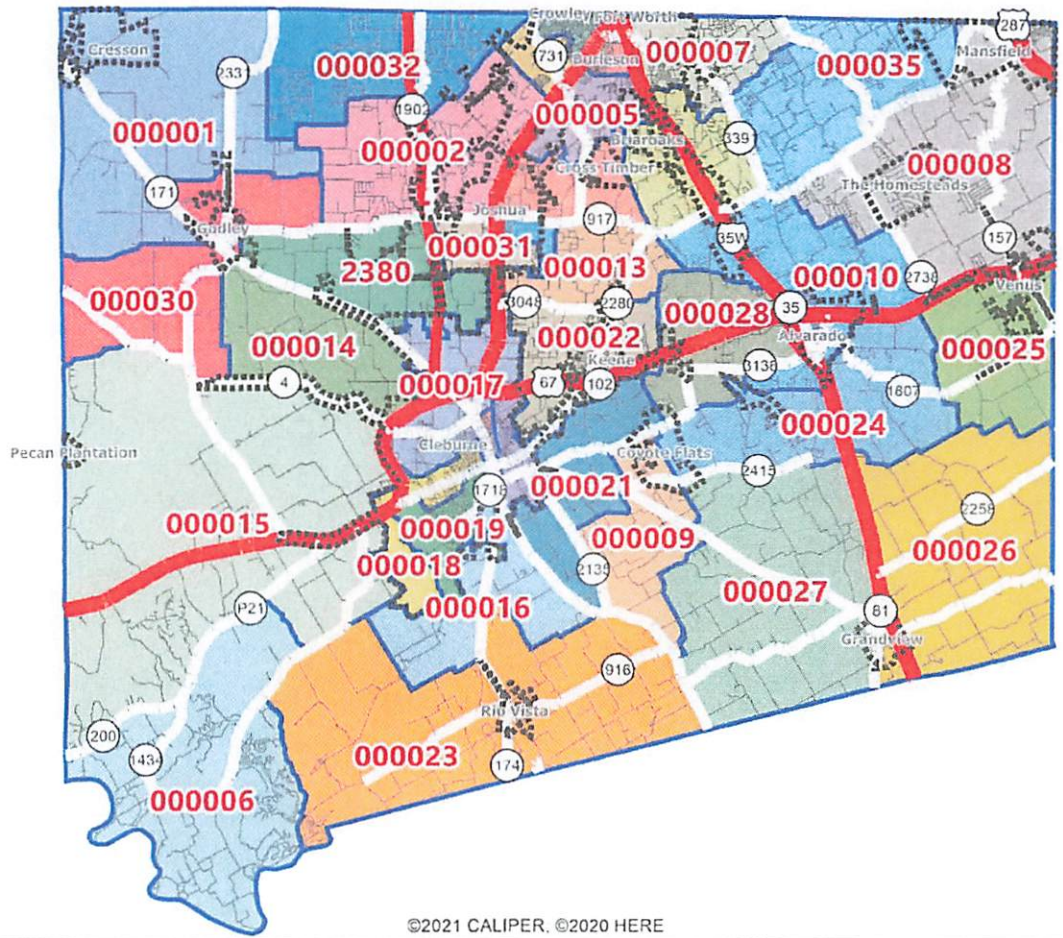 Crowley Fort Worth
287
Cresson
731
000007
Mansfield
2331
000032
Burleson
000035
1902
000005
000001
000002
Briaroaks
3391
Cross Timber
000008
The Homesteads
171
Joshua
917
Godley
000031
35W
157
2380
000013
000010
2738
000030
3048
2280
000028
35
Venus
000022
Alvarado
000014
Keene
3136
000025
4
000017
67
102
1807
000024
Pecan Plantation
Cleburne
Coyote Flats
2415
1718
000021
000015
000019
000009
2258
000018
2135
000026
000016
000027
P21
81
Grandview
916
Rio Vista
200
1434
000023
174
000006
©2021 CALIPER, ©2020 HERE